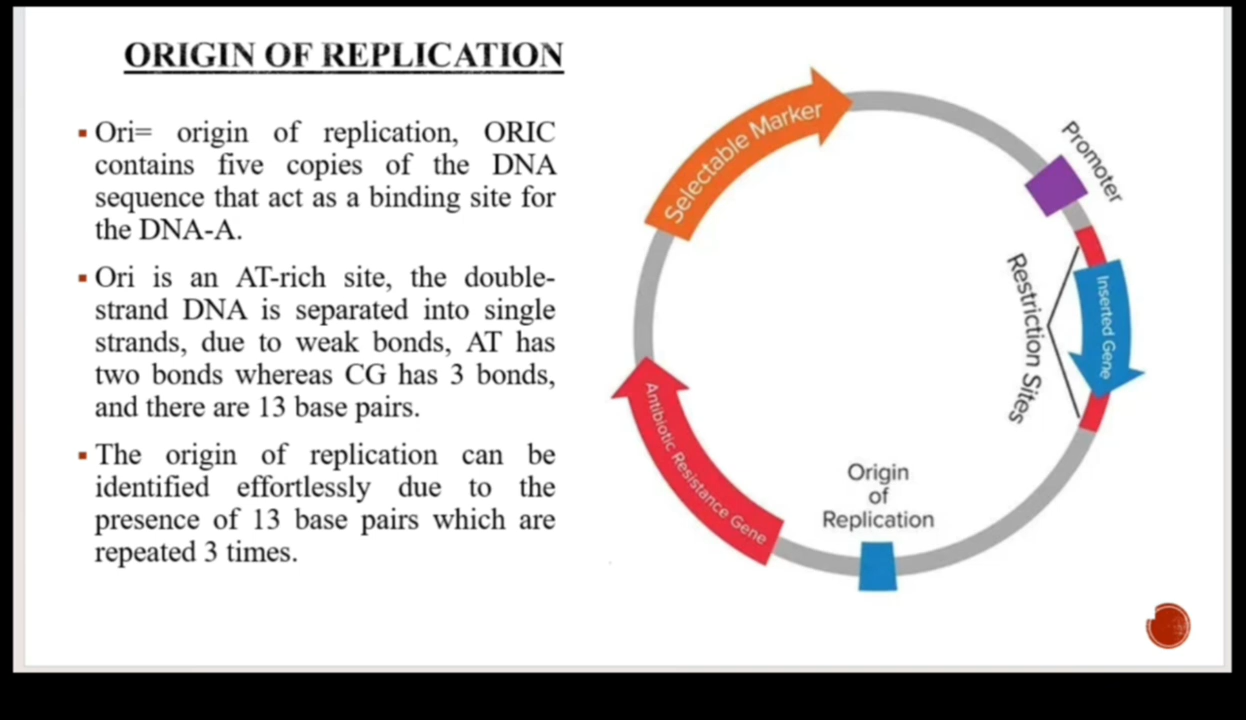 ORIGIN OF REPLICATION
Ori= origin of replication, ORIC
contains five copies of the DNA
sequence that act as a binding site for
the DNA-A.
Ori is an AT-rich site, the double-
strand DNA is separated into single
strands, due to weak bonds, AT has
two bonds whereas CG has 3 bonds,
and there are 13 base pairs.
The origin of replication can be
identified effortlessly due to the
presence of 13 base pairs which are
repeated 3 times.
Selectable Marker
Promoter
Restriction Sites
Inserted Gene
Antibiotic Resistance Gene
Origin
of
Replication